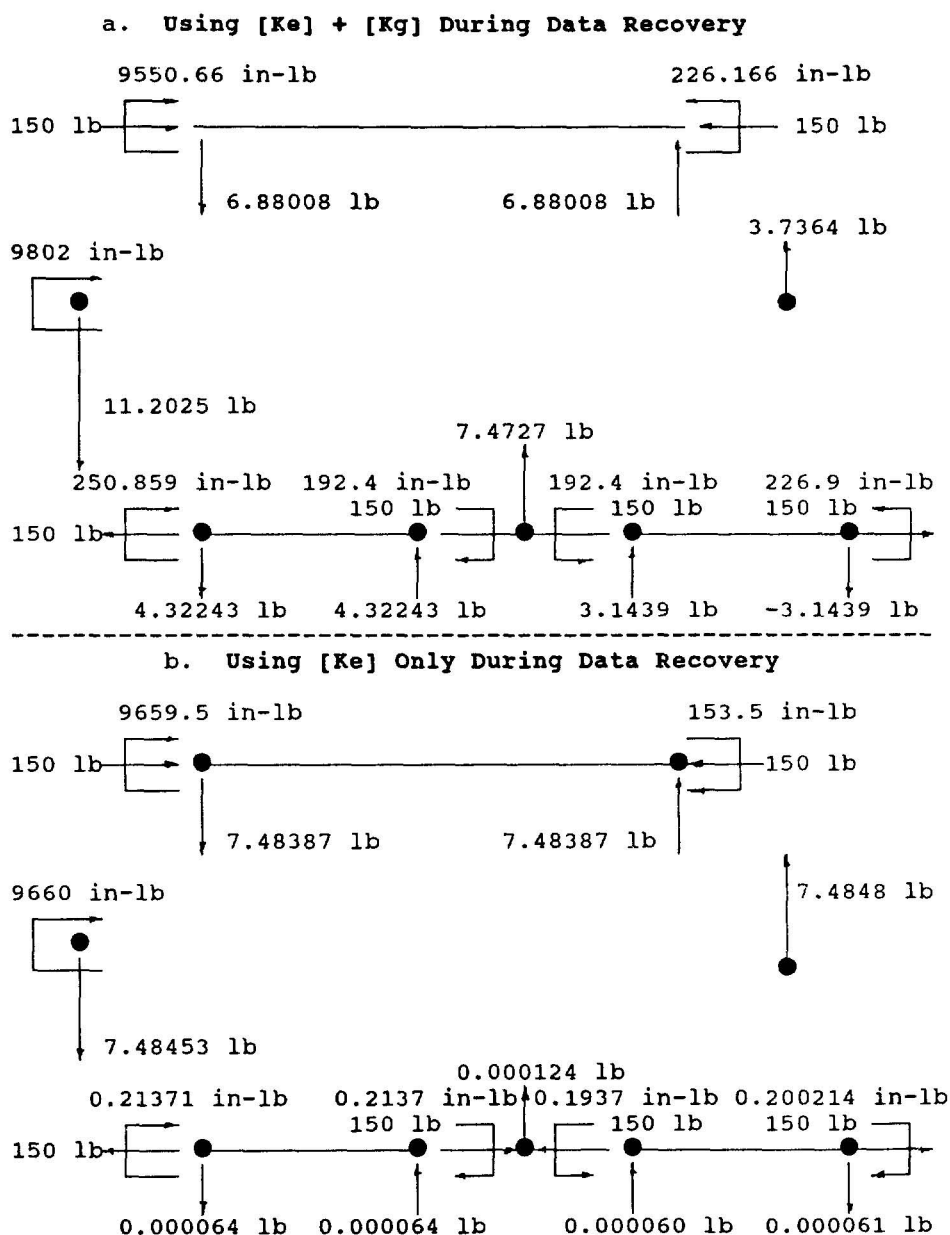 a. Using [Ke] + [Kg] During Data Recovery
9550.66 in-lb 226.166 in-lb
150 lb 150 lb
6.88008 lb 6.88008 lb
3.7364 lb
9802 in-lb
11.2025 lb
7.4727 lb
250.859 in-lb 192.4 in-lb 192.4 in-lb 226.9 in-lb
150 lb 150 lb 150 lb
150 lb
4.32243 lb 4.32243 lb 3.1439 lb -3.1439 lb
b. Using [Ke] Only During Data Recovery
9659.5 in-lb 153.5 in-lb
150 lb 150 lb
7.48387 lb 7.48387 lb
9660 in-lb
7.4848 lb
7.48453 lb
0.000124 lb
0.21371 in-lb 0.2137 in-lb 0.1937 in-lb 0.200214 in-lb
150 lb 150 lb 150 lb
150 lb
0.000064 lb 0.000064 lb 0.000060 lb 0.000061 lb